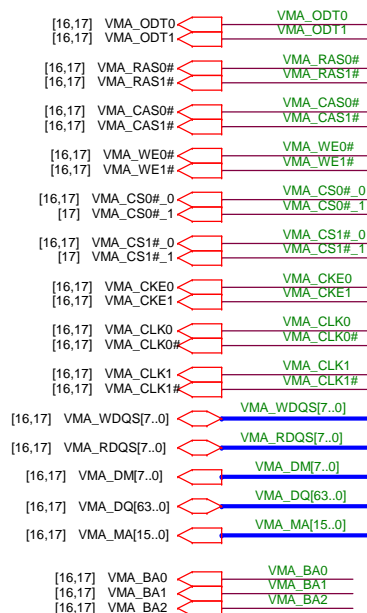 [16,17] VMA_ODT0 VMA_ODT0
[16,17] VMA_ODT1 VMA_ODT1
[16,17] VMA_RAS0# VMA_RAS0#
[16,17] VMA_RAS1# VMA_RAS1#
[16,17] VMA_CAS0# VMA_CAS0#
[16,17] VMA_CAS1# VMA_CAS1#
[16,17] VMA_WE0# VMA_WE0#
[16,17] VMA_WE1# VMA_WE1#
[16,17] VMA_CS0#_0 VMA_CS0#_0
[17] VMA_CS0#_1 VMA_CS0#_1
[16,17] VMA_CS1#_0 VMA_CS1#_0
[17] VMA_CS1#_1 VMA_CS1#_1
[16,17] VMA_CKE0 VMA_CKE0
[16,17] VMA_CKE1 VMA_CKE1
[16,17] VMA_CLK0 VMA_CLK0
[16,17] VMA_CLK0# VMA_CLK0#
[16,17] VMA_CLK1 VMA_CLK1
[16,17] VMA_CLK1# VMA_CLK1#
[16,17] VMA_WDQS[7..0] VMA_WDQS[7..0]
[16,17] VMA_RDQS[7..0] VMA_RDQS[7..0]
[16,17] VMA_DM[7..0] VMA_DM[7..0]
[16,17] VMA_DQ[63..0] VMA_DQ[63..0]
[16,17] VMA_MA[15..0] VMA_MA[15..0]
[16,17] VMA_BA0 VMA_BA0
[16,17] VMA_BA1 VMA_BA1
[16,17] VMA_BA2 VMA_BA2